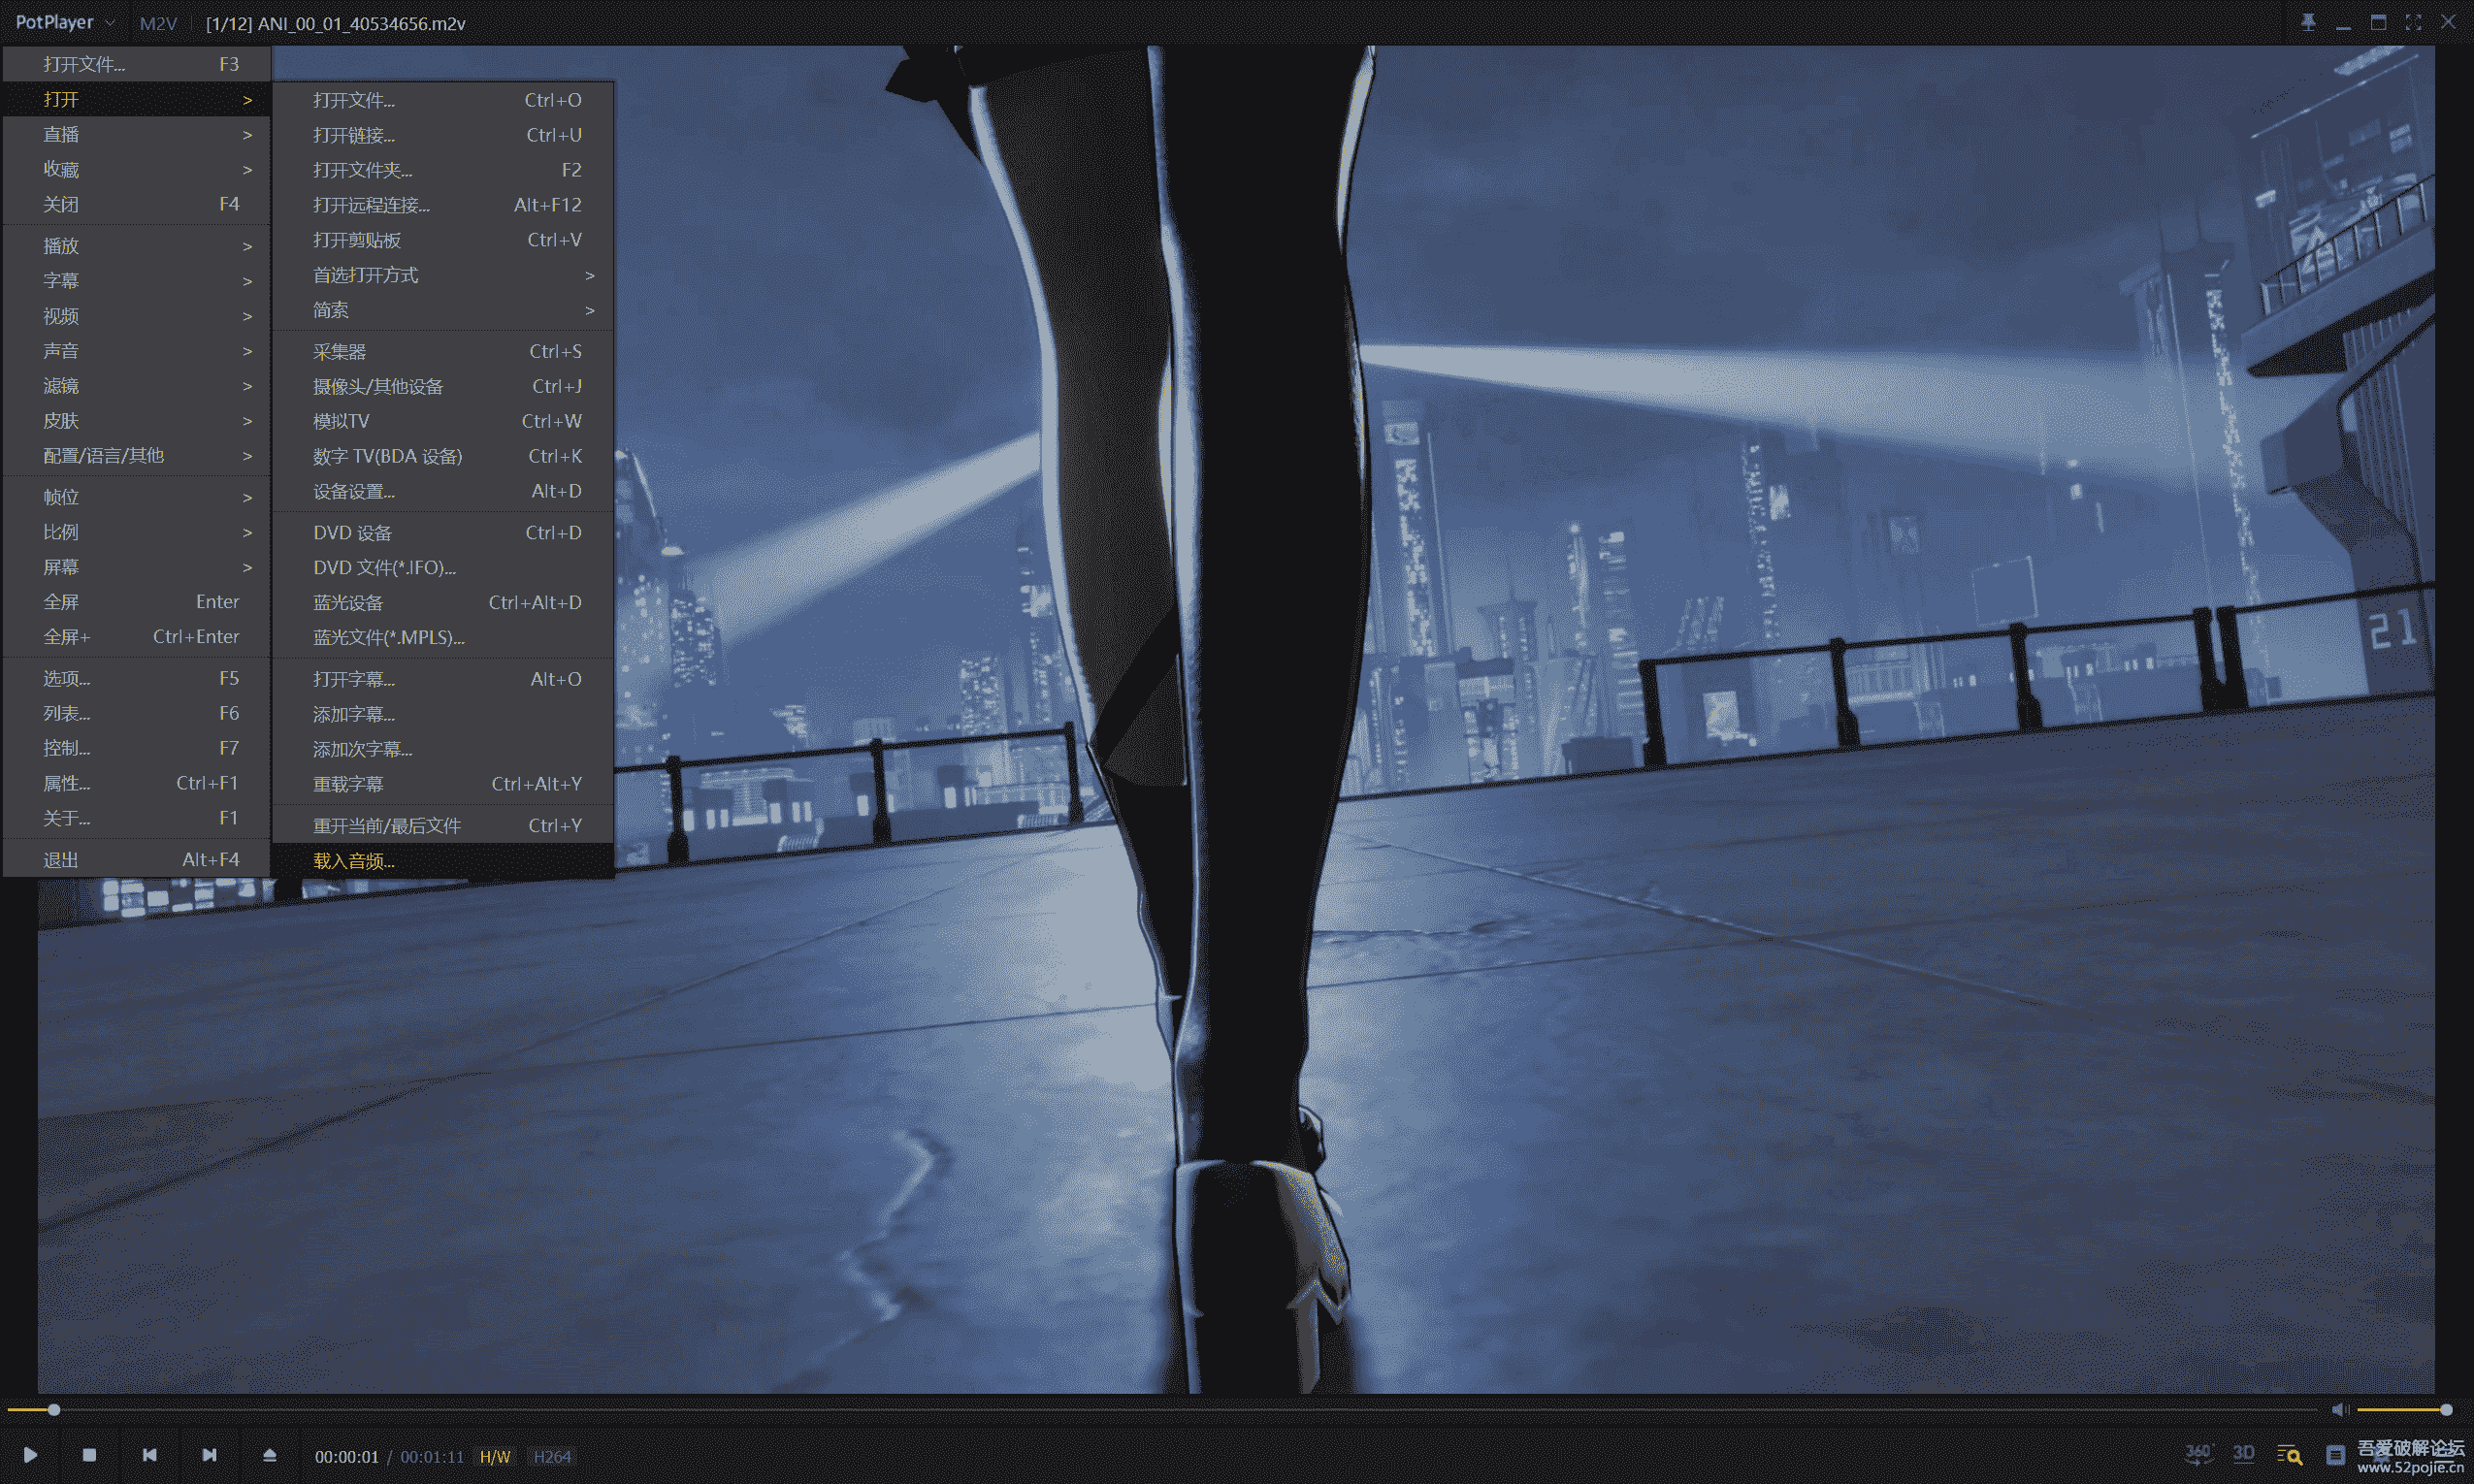 PotPlayer M2V [1/12] ANI_00_01_40534656.m2v
打开文件... F3
打开 >
直播 >
收藏 >
关闭 F4
播放 >
字幕 >
视频 >
声音 >
滤镜 >
皮肤 >
配置/语言/其他 >
帧位 >
比例 >
屏幕 >
全屏 Enter
全屏+ Ctrl+Enter
选项... F5
列表... F6
控制... F7
属性... Ctrl+F1
关于... F1
退出 Alt+F4
打开文件... Ctrl+O
打开链接... Ctrl+U
打开文件夹... F2
打开远程连接... Alt+F12
打开剪贴板 Ctrl+V
首选打开方式 >
简索 >
采集器 Ctrl+S
摄像头/其他设备 Ctrl+J
模拟TV Ctrl+W
数字 TV(BDA 设备) Ctrl+K
设备设置... Alt+D
DVD 设备 Ctrl+D
DVD 文件(*.IFO)...
蓝光设备 Ctrl+Alt+D
蓝光文件(*.MPLS)...
打开字幕... Alt+O
添加字幕...
添加次字幕...
重载字幕 Ctrl+Alt+Y
重开当前/最后文件 Ctrl+Y
载入音频...
21
00:00:01 / 00:01:11 H/W H264
360° 3D
吾爱破解论坛
www.52pojie.cn